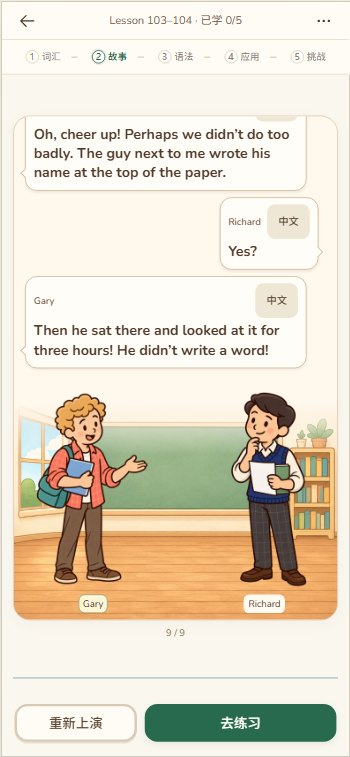 Lesson 103–104 · 已学 0/5
1 词汇 – 2 故事 – 3 语法 – 4 应用 – 5 挑战
Oh, cheer up! Perhaps we didn’t do too
badly. The guy next to me wrote his
name at the top of the paper.
Richard 中文
Yes?
Gary 中文
Then he sat there and looked at it for
three hours! He didn’t write a word!
Gary Richard
9 / 9
重新上演 去练习